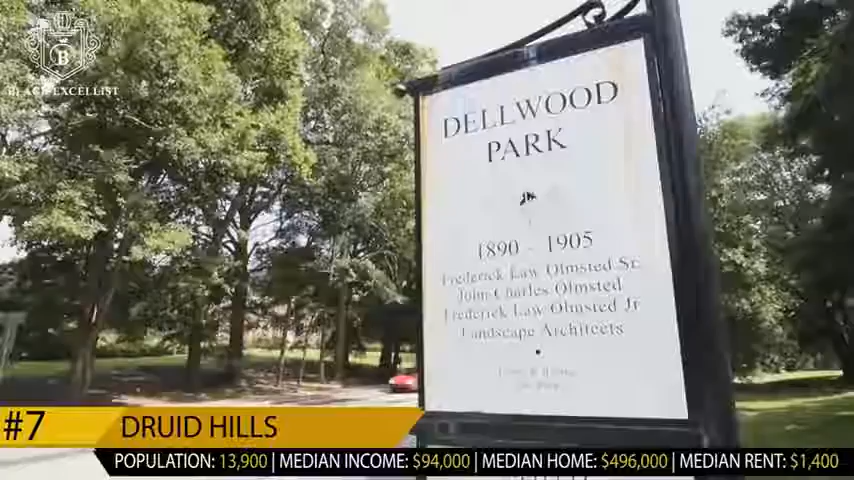 B
BLACK EXCELLIST
DELLWOOD
PARK
1890 - 1905
Frederick Law Olmsted Sr.
John Charles Olmsted
Frederick Law Olmsted Jr
Landscape Architects
#7 DRUID HILLS
POPULATION: 13,900 | MEDIAN INCOME: $94,000 | MEDIAN HOME: $496,000 | MEDIAN RENT: $1,400